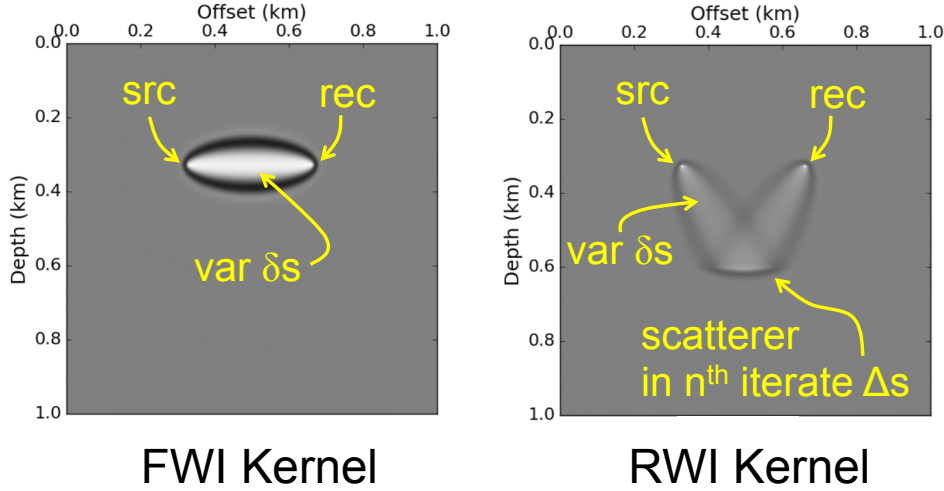 Offset (km)
0.0 0.2 0.4 0.6 0.8 1.0
0.0
0.2
0.4
0.6
0.8
1.0
Depth (km)
src
rec
var δs
FWI Kernel
Offset (km)
0.0 0.2 0.4 0.6 0.8 1.0
0.0
0.2
0.4
0.6
0.8
1.0
Depth (km)
src
rec
var δs
scatterer
in nth iterate Δs
RWI Kernel